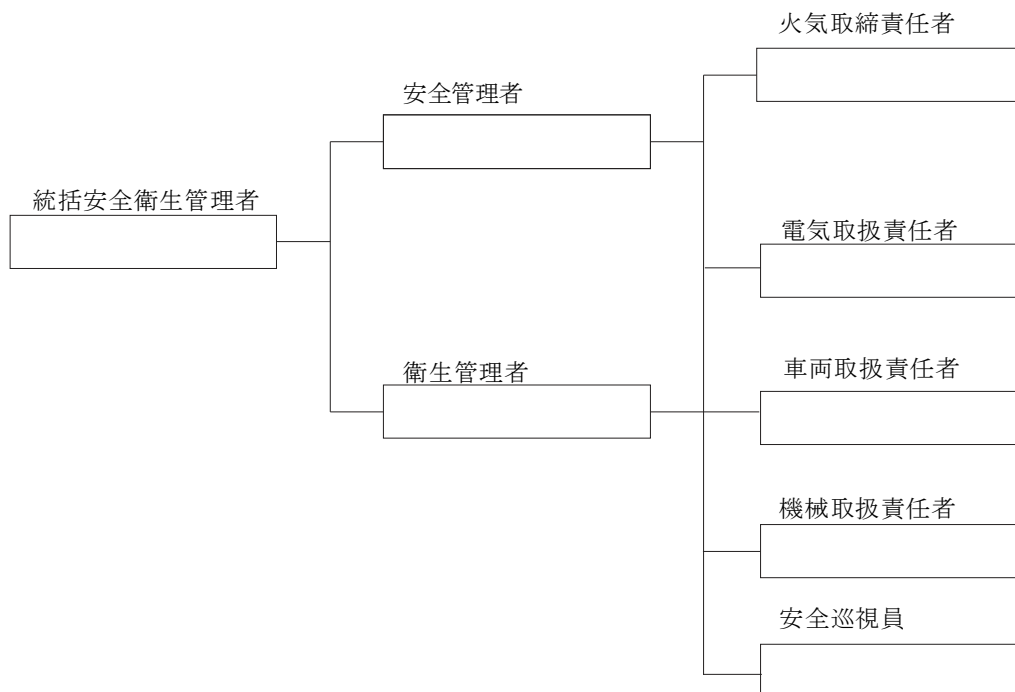 火気取締責任者
安全管理者
統括安全衛生管理者
電気取扱責任者
車両取扱責任者
衛生管理者
機械取扱責任者
安全巡視員